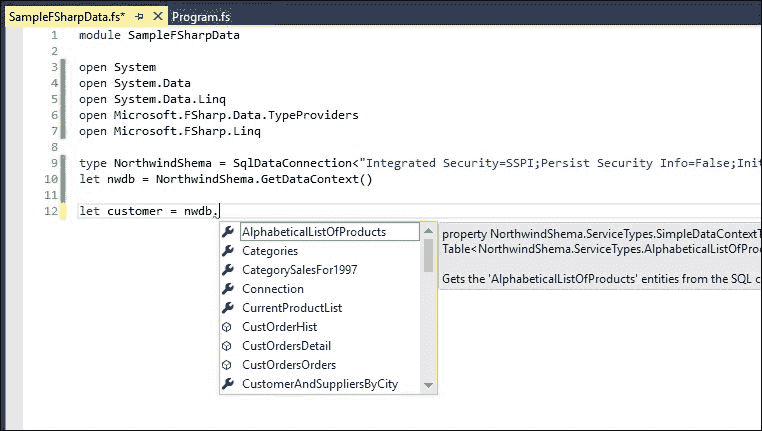 SampleFSharpData.fs* Program.fs
1 module SampleFSharpData
2
3 open System
4 open System.Data
5 open System.Data.Linq
6 open Microsoft.FSharp.Data.TypeProviders
7 open Microsoft.FSharp.Linq
8
9 type NorthwindShema = SqlDataConnection<"Integrated Security=SSPI;Persist Security Info=False;Init
10 let nwdb = NorthwindShema.GetDataContext()
11
12 let customer = nwdb.
AlphabeticalListOfProducts
Categories
CategorySalesFor1997
Connection
CurrentProductList
CustOrderHist
CustOrdersDetail
CustOrdersOrders
CustomerAndSuppliersByCity
property NorthwindShema.ServiceTypes.SimpleDataContextT
Table<NorthwindShema.ServiceTypes.AlphabeticalListOfProd
Gets the 'AlphabeticalListOfProducts' entities from the SQL c